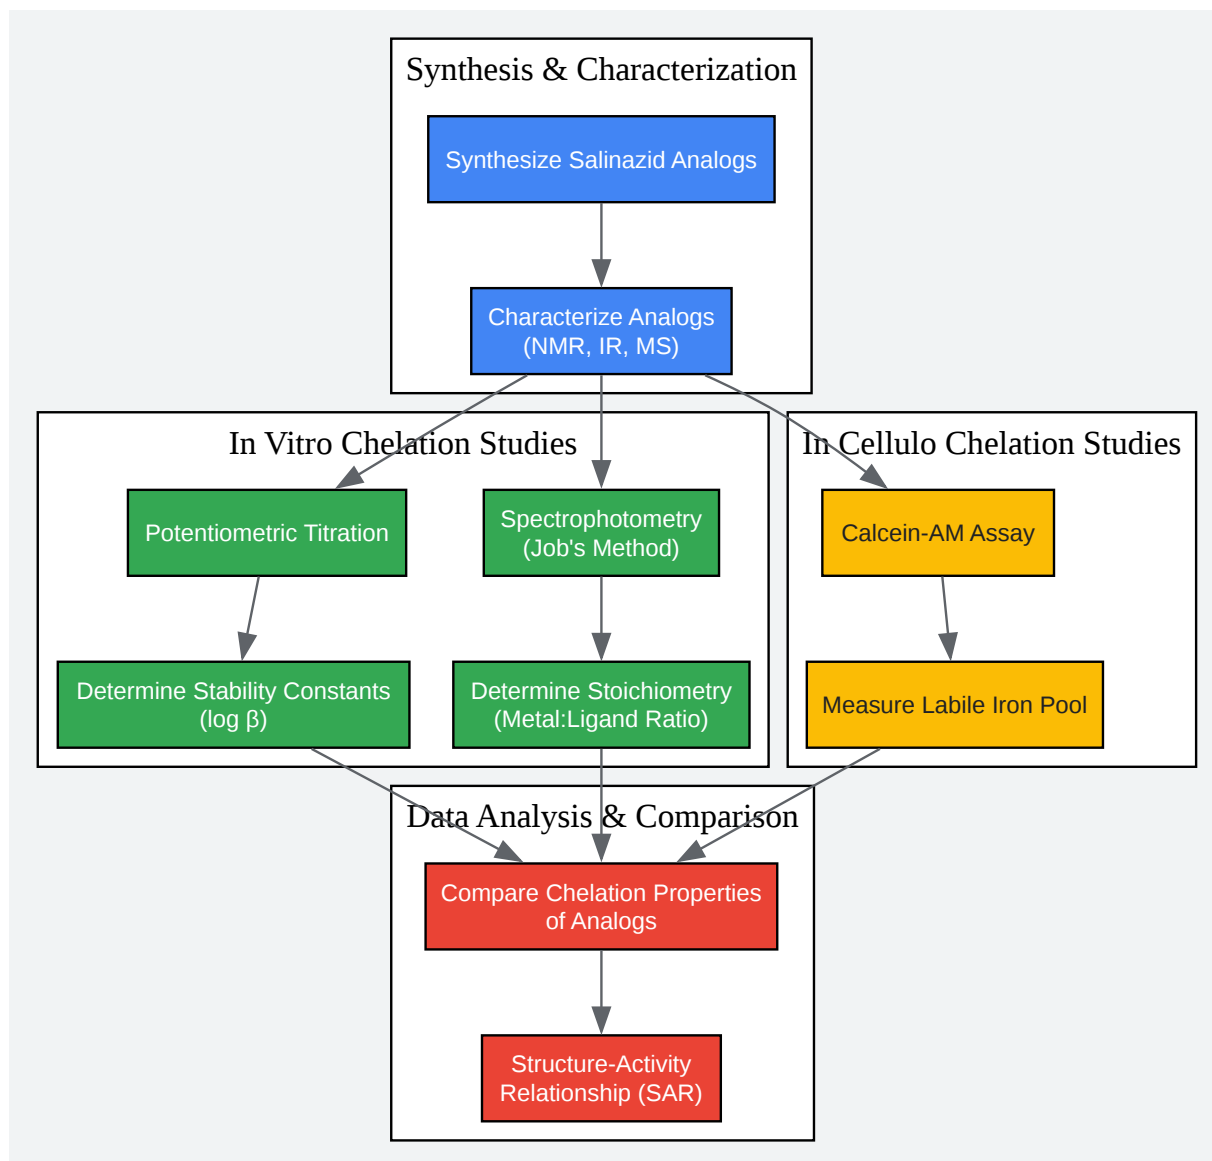 Synthesis & Characterization
Synthesize Salinazid Analogs
Characterize Analogs
(NMR, IR, MS)
In Vitro Chelation Studies
Potentiometric Titration
Spectrophotometry
(Job's Method)
Determine Stability Constants
(log β)
Determine Stoichiometry
(Metal:Ligand Ratio)
In Cellulo Chelation Studies
Calcein-AM Assay
Measure Labile Iron Pool
Data Analysis & Comparison
Compare Chelation Properties
of Analogs
Structure-Activity
Relationship (SAR)